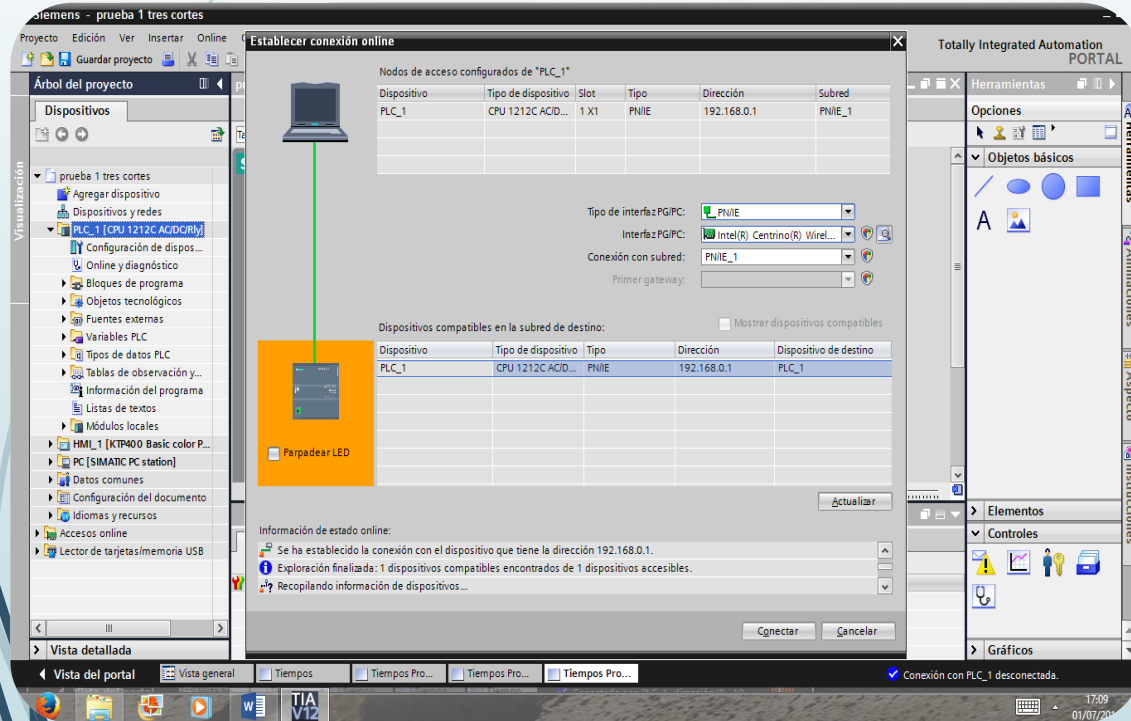 Siemens - prueba 1 tres cortes
Proyecto Edición Ver Insertar Online
Guardar proyecto
Totally Integrated Automation
PORTAL
Árbol del proyecto
Dispositivos
Visualización
prueba 1 tres cortes
Agregar dispositivo
Dispositivos y redes
PLC_1 [CPU 1212C AC/DC/Rly]
Configuración de dispos...
Online y diagnóstico
Bloques de programa
Objetos tecnológicos
Fuentes externas
Variables PLC
Tipos de datos PLC
Tablas de observación y...
Información del programa
Listas de textos
Módulos locales
HMI_1 [KTP400 Basic color P...
PC [SIMATIC PC station]
Datos comunes
Configuración del documento
Idiomas y recursos
Accesos online
Lector de tarjetas/memoria USB
Vista detallada
Establecer conexión online
Nodos de acceso configurados de "PLC_1"
Dispositivo Tipo de dispositivo Slot Tipo Dirección Subred
PLC_1 CPU 1212C AC/D... 1 X1 PN/IE 192.168.0.1 PN/IE_1
Tipo de interfaz PG/PC: PN/IE
Interfaz PG/PC: Intel(R) Centrino(R) Wirel...
Conexión con subred: PN/IE_1
Primer gateway:
Dispositivos compatibles en la subred de destino:
Mostrar dispositivos compatibles
Dispositivo Tipo de dispositivo Tipo Dirección Dispositivo de destino
PLC_1 CPU 1212C AC/D... PN/IE 192.168.0.1 PLC_1
Parpadear LED
Actualizar
Información de estado online:
Se ha establecido la conexión con el dispositivo que tiene la dirección 192.168.0.1.
Exploración finalizada: 1 dispositivos compatibles encontrados de 1 dispositivos accesibles.
Recopilando información de dispositivos...
Conectar Cancelar
Herramientas
Opciones
Objetos básicos
A
Elementos
Controles
Gráficos
Herramientas
Animaciones
Aspecto
Instrucciones
Vista del portal
Vista general
Tiempos
Tiempos Pro...
Tiempos Pro...
Tiempos Pro...
Conexión con PLC_1 desconectada.
TIA
V12
17:09
01/07/20